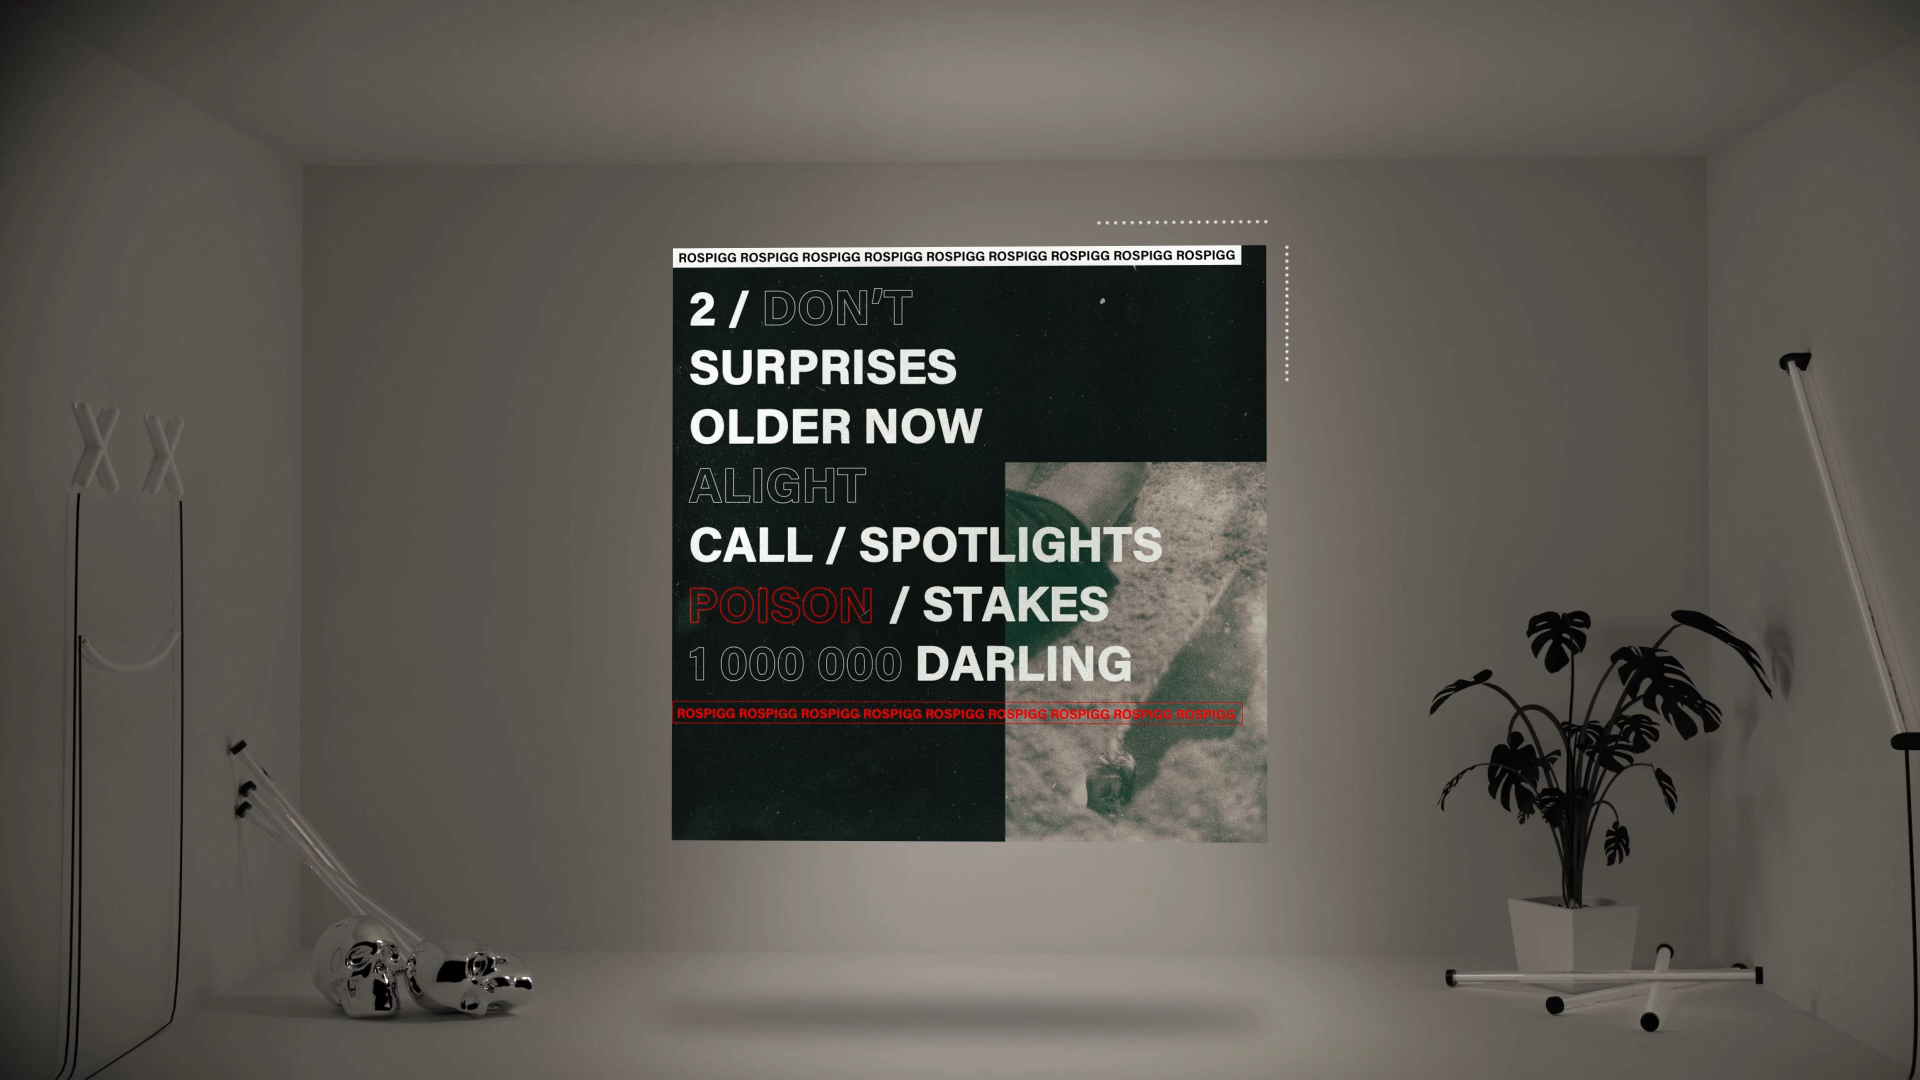 ROSPIGG ROSPIGG ROSPIGG ROSPIGG ROSPIGG ROSPIGG ROSPIGG ROSPIGG ROSPIGG
2 / DON'T
SURPRISES
OLDER NOW
ALIGHT
CALL / SPOTLIGHTS
POISON / STAKES
1 000 000 DARLING
ROSPIGG ROSPIGG ROSPIGG ROSPIGG ROSPIGG ROSPIGG ROSPIGG ROSPIGG ROSPIGG